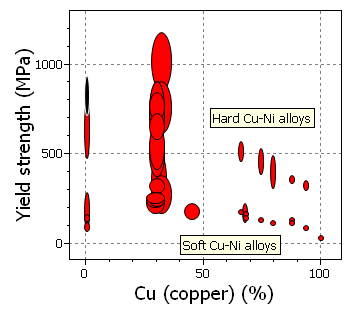 Yield strength (MPa)
1000
500
0
Hard Cu-Ni alloys
Soft Cu-Ni alloys
0
50
100
Cu (copper) (%)